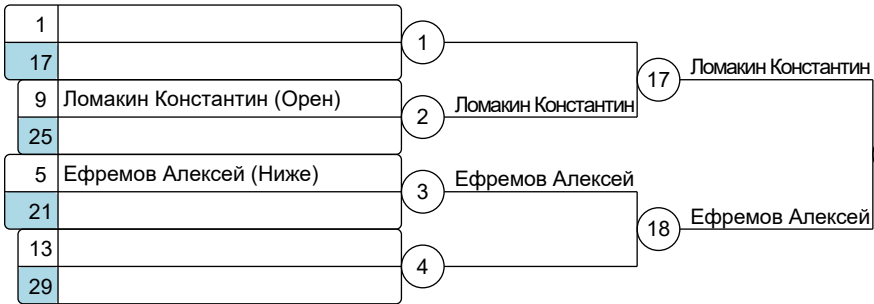 1
17
1
17
Ломакин Константин
9 Ломакин Константин (Орен)
25
2
Ломакин Константин
5 Ефремов Алексей (Ниже)
21
3
Ефремов Алексей
18
Ефремов Алексей
13
29
4